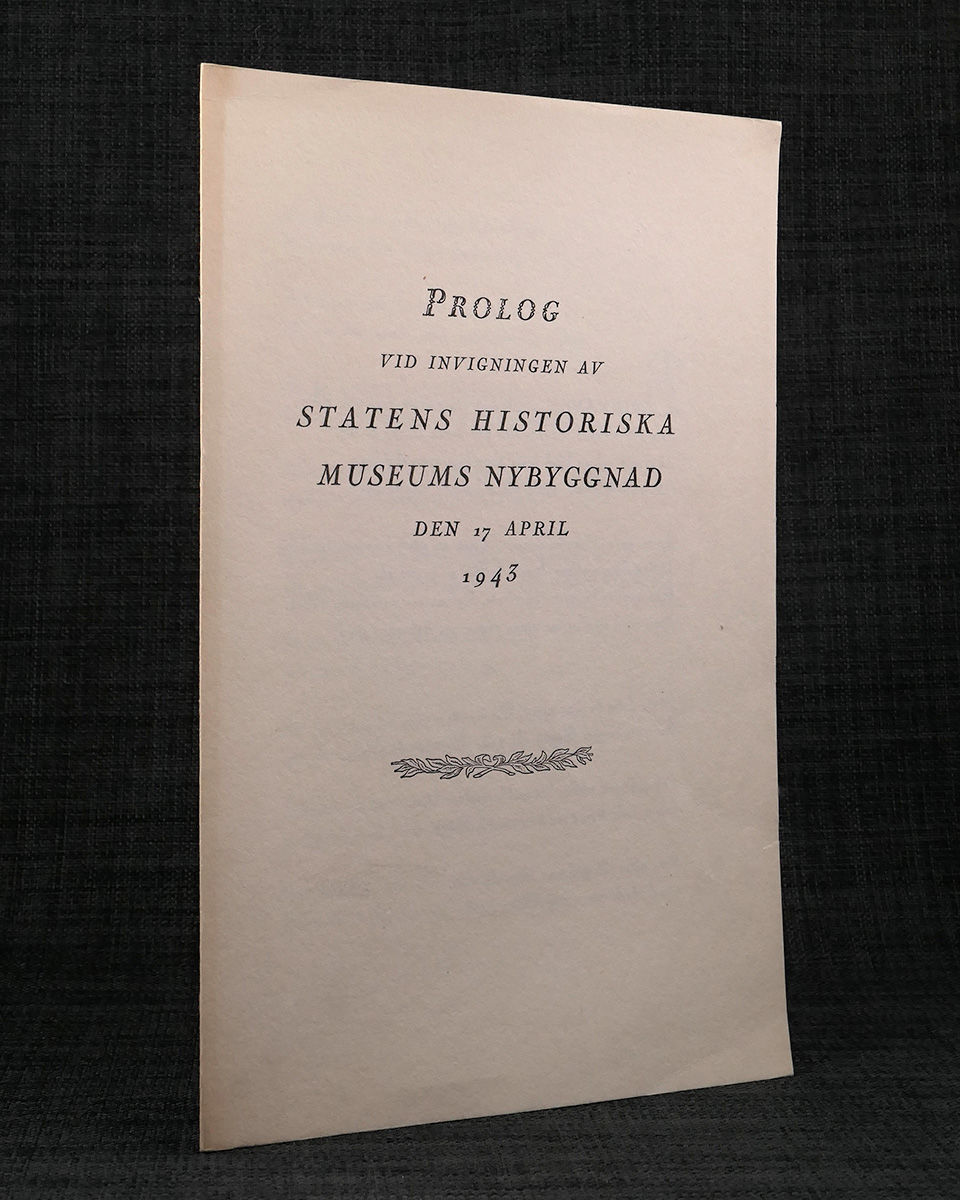 PROLOG
VID INVIGNINGEN AV
STATENS HISTORISKA
MUSEUMS NYBYGGNAD
DEN 17 APRIL
1943